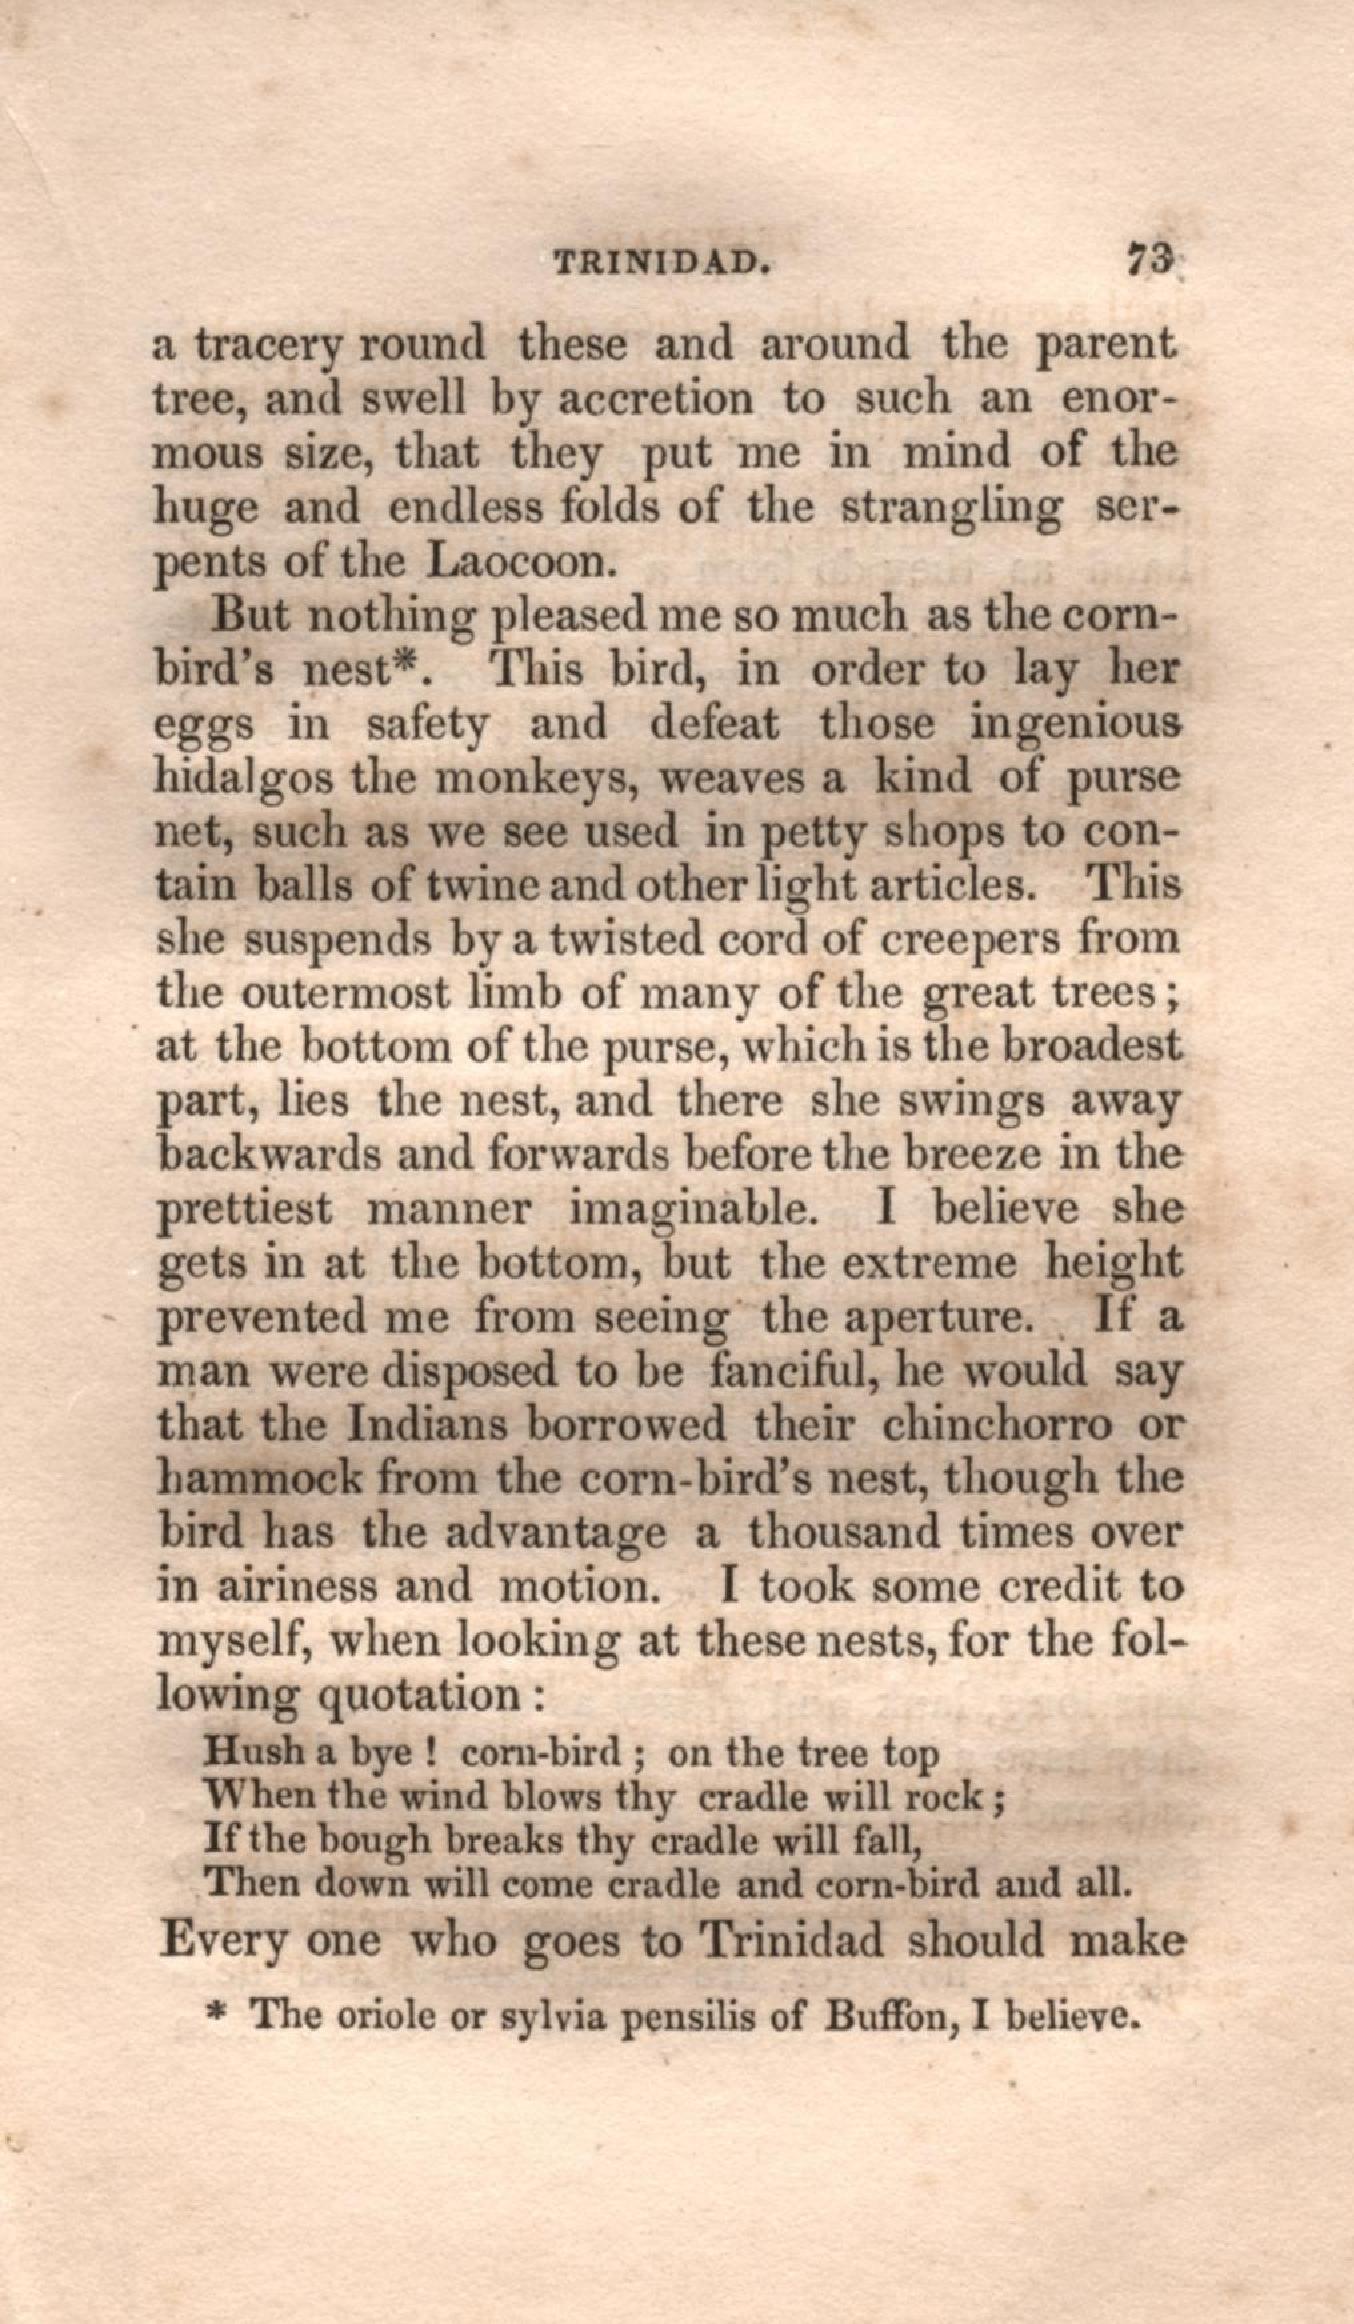 TRINIDAD. 73
a tracery round these and around the parent
tree, and swell by accretion to such an enor-
mous size, that they put me in mind of the
huge and endless folds of the strangling ser-
pents of the Laocoon.
But nothing pleased me so much as the corn-
bird's nest*. This bird, in order to lay her
eggs in safety and defeat those ingenious
hidalgos the monkeys, weaves a kind of purse
net, such as we see used in petty shops to con-
tain balls of twine and other light articles. This
she suspends by a twisted cord of creepers from
the outermost limb of many of the great trees;
at the bottom of the purse, which is the broadest
part, lies the nest, and there she swings away
backwards and forwards before the breeze in the
prettiest manner imaginable. I believe she
gets in at the bottom, but the extreme height
prevented me from seeing the aperture. If a
man were disposed to be fanciful, he would say
that the Indians borrowed their chinchorro or
hammock from the corn-bird's nest, though the
bird has the advantage a thousand times over
in airiness and motion. I took some credit to
myself, when looking at these nests, for the fol-
lowing quotation:
Hush a bye! corn-bird; on the tree top
When the wind blows thy cradle will rock;
If the bough breaks thy cradle will fall,
Then down will come cradle and corn-bird and all.
Every one who goes to Trinidad should make
* The oriole or sylvia pensilis of Buffon, I believe.